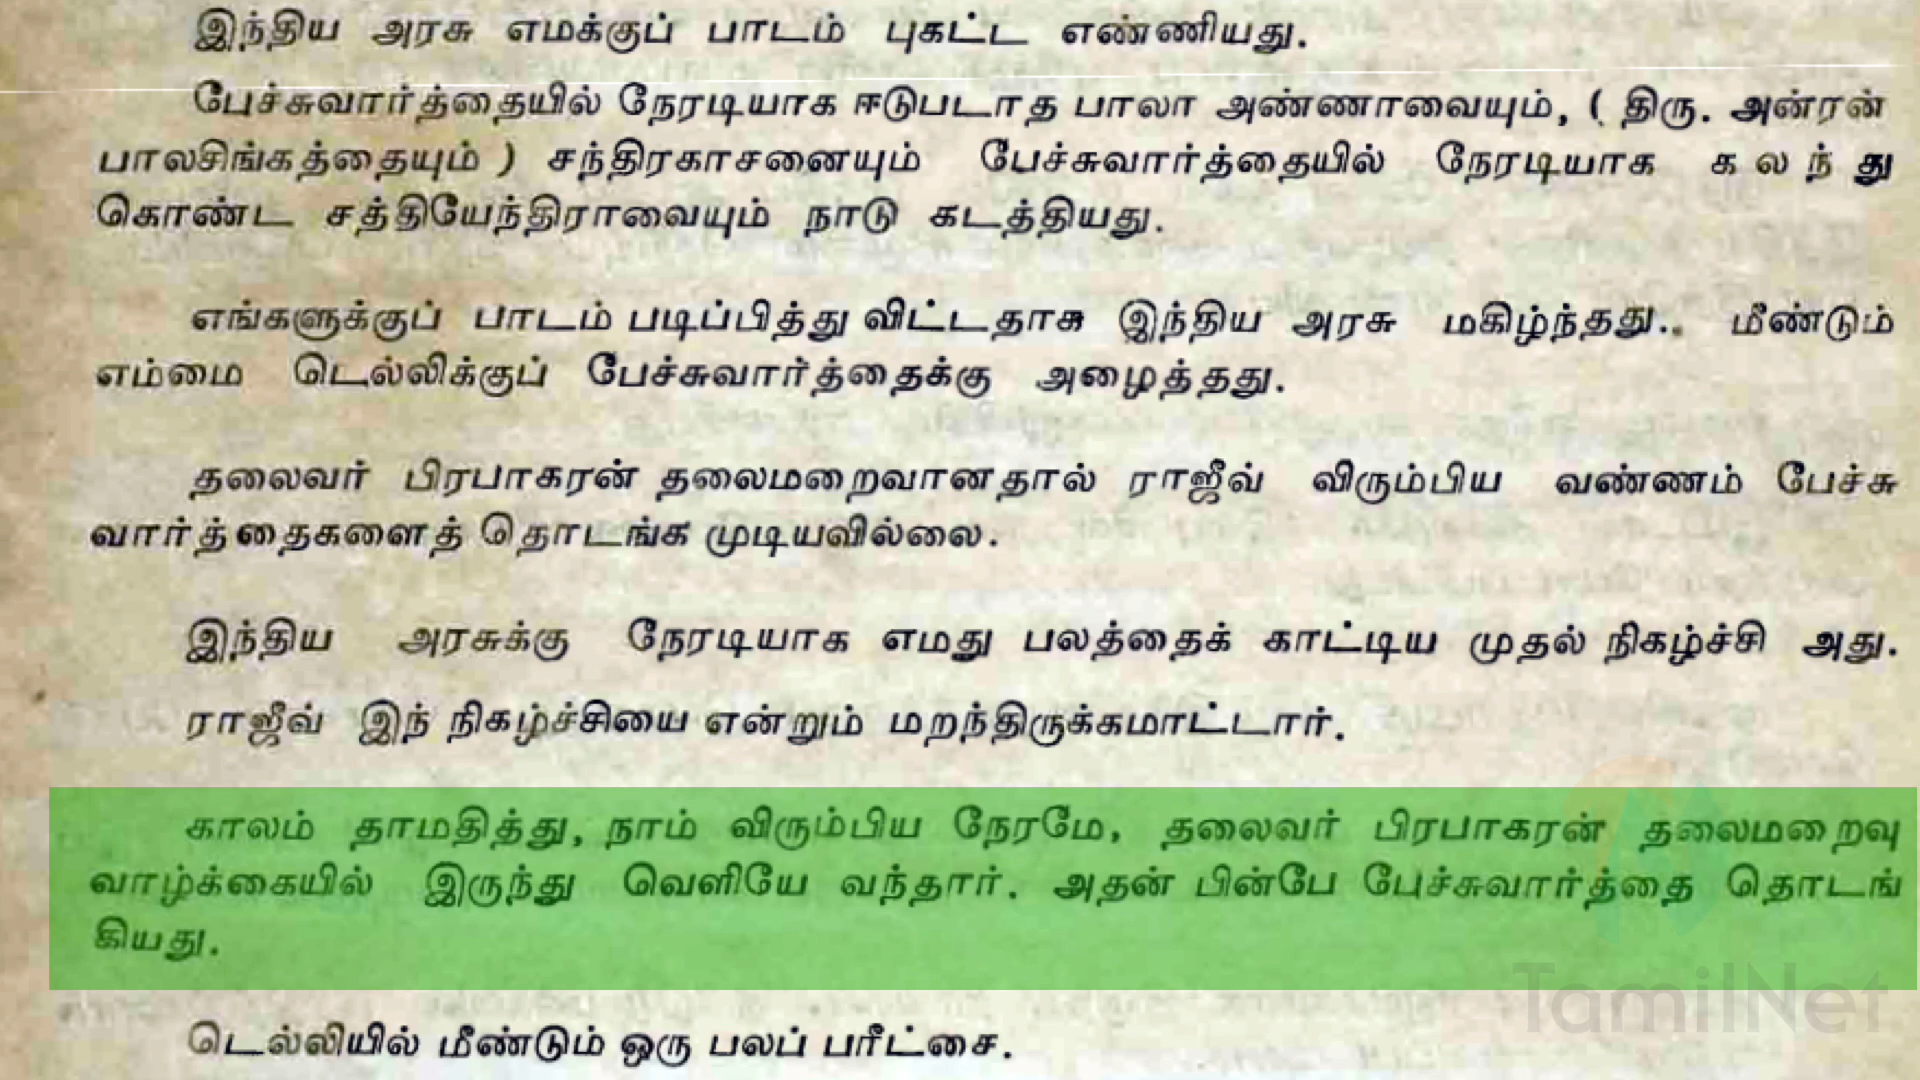 இந்திய அரசு எமக்குப் பாடம் புகட்ட எண்ணியது.
பேச்சுவார்த்தையில் நேரடியாக ஈடுபடாத பாலா அண்ணாவையும், ( திரு. அன்ரன்
பாலசிங்கத்தையும் ) சந்திரகாசனையும் பேச்சுவார்த்தையில் நேரடியாக க ல ந் து
கொண்ட சத்தியேந்திராவையும் நாடு கடத்தியது.
எங்களுக்குப் பாடம் படிப்பித்து விட்டதாக இந்திய அரசு மகிழ்ந்தது.. மீண்டும்
எம்மை டெல்லிக்குப் பேச்சுவார்த்தைக்கு அழைத்தது.
தலைவர் பிரபாகரன் தலைமறைவானதால் ராஜீவ் விரும்பிய வண்ணம் பேச்சு
வார்த்தைகளைத் தொடங்க முடியவில்லை.
இந்திய அரசுக்கு நேரடியாக எமது பலத்தைக் காட்டிய முதல் நிகழ்ச்சி அது.
ராஜீவ் இந் நிகழ்ச்சியை என்றும் மறந்திருக்கமாட்டார்.
காலம் தாமதித்து, நாம் விரும்பிய நேரமே, தலைவர் பிரபாகரன் தலைமறைவு
வாழ்க்கையில் இருந்து வெளியே வந்தார். அதன் பின்பே பேச்சுவார்த்தை தொடங்
கியது.
TamilNet
டெல்லியில் மீண்டும் ஒரு பலப் பரீட்சை.